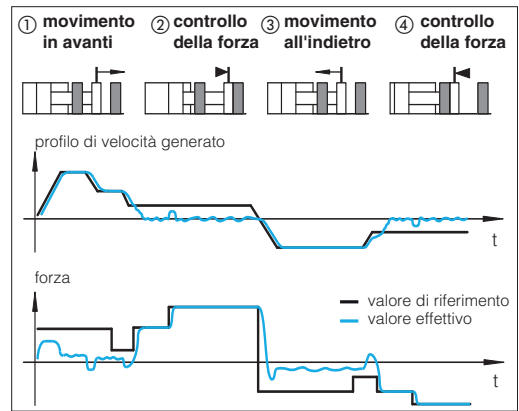 ① movimento in avanti
② controllo della forza
③ movimento all'indietro
④ controllo della forza
profilo di velocità generato
t
forza
valore di riferimento
valore effettivo
t